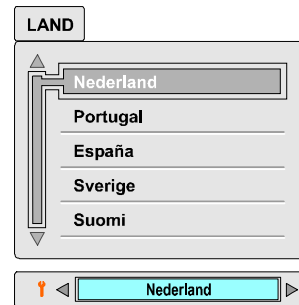 LAND
Nederland
Portugal
España
Sverige
Suomi
Nederland